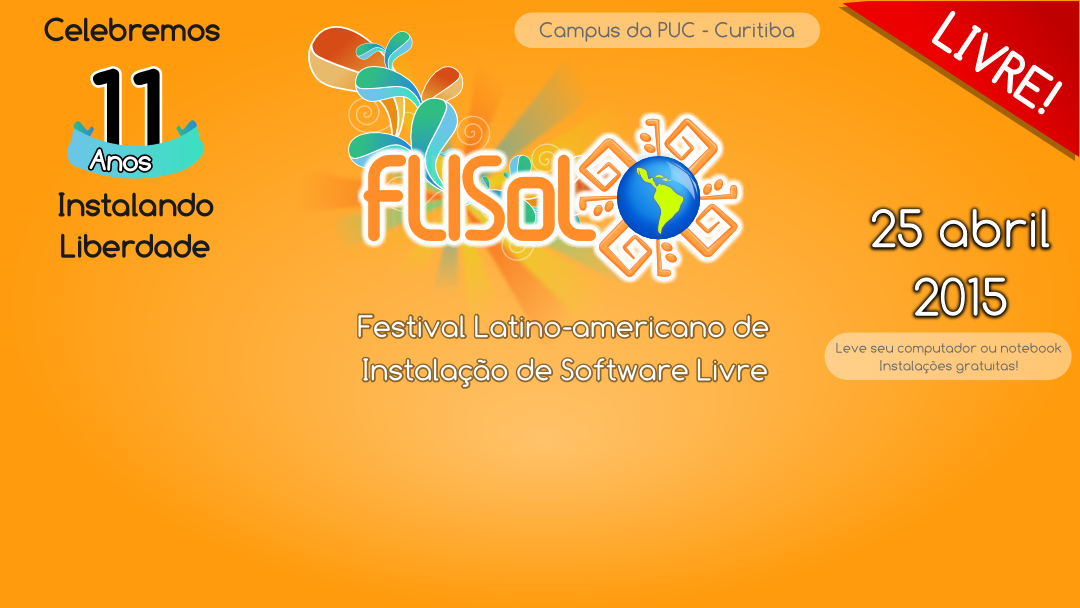 Celebremos
11
Anos
Instalando
Liberdade
Campus da PUC - Curitiba
FLISoL
Festival Latino-americano de
Instalação de Software Livre
LIVRE!
25 abril
2015
Leve seu computador ou notebook
Instalações gratuitas!